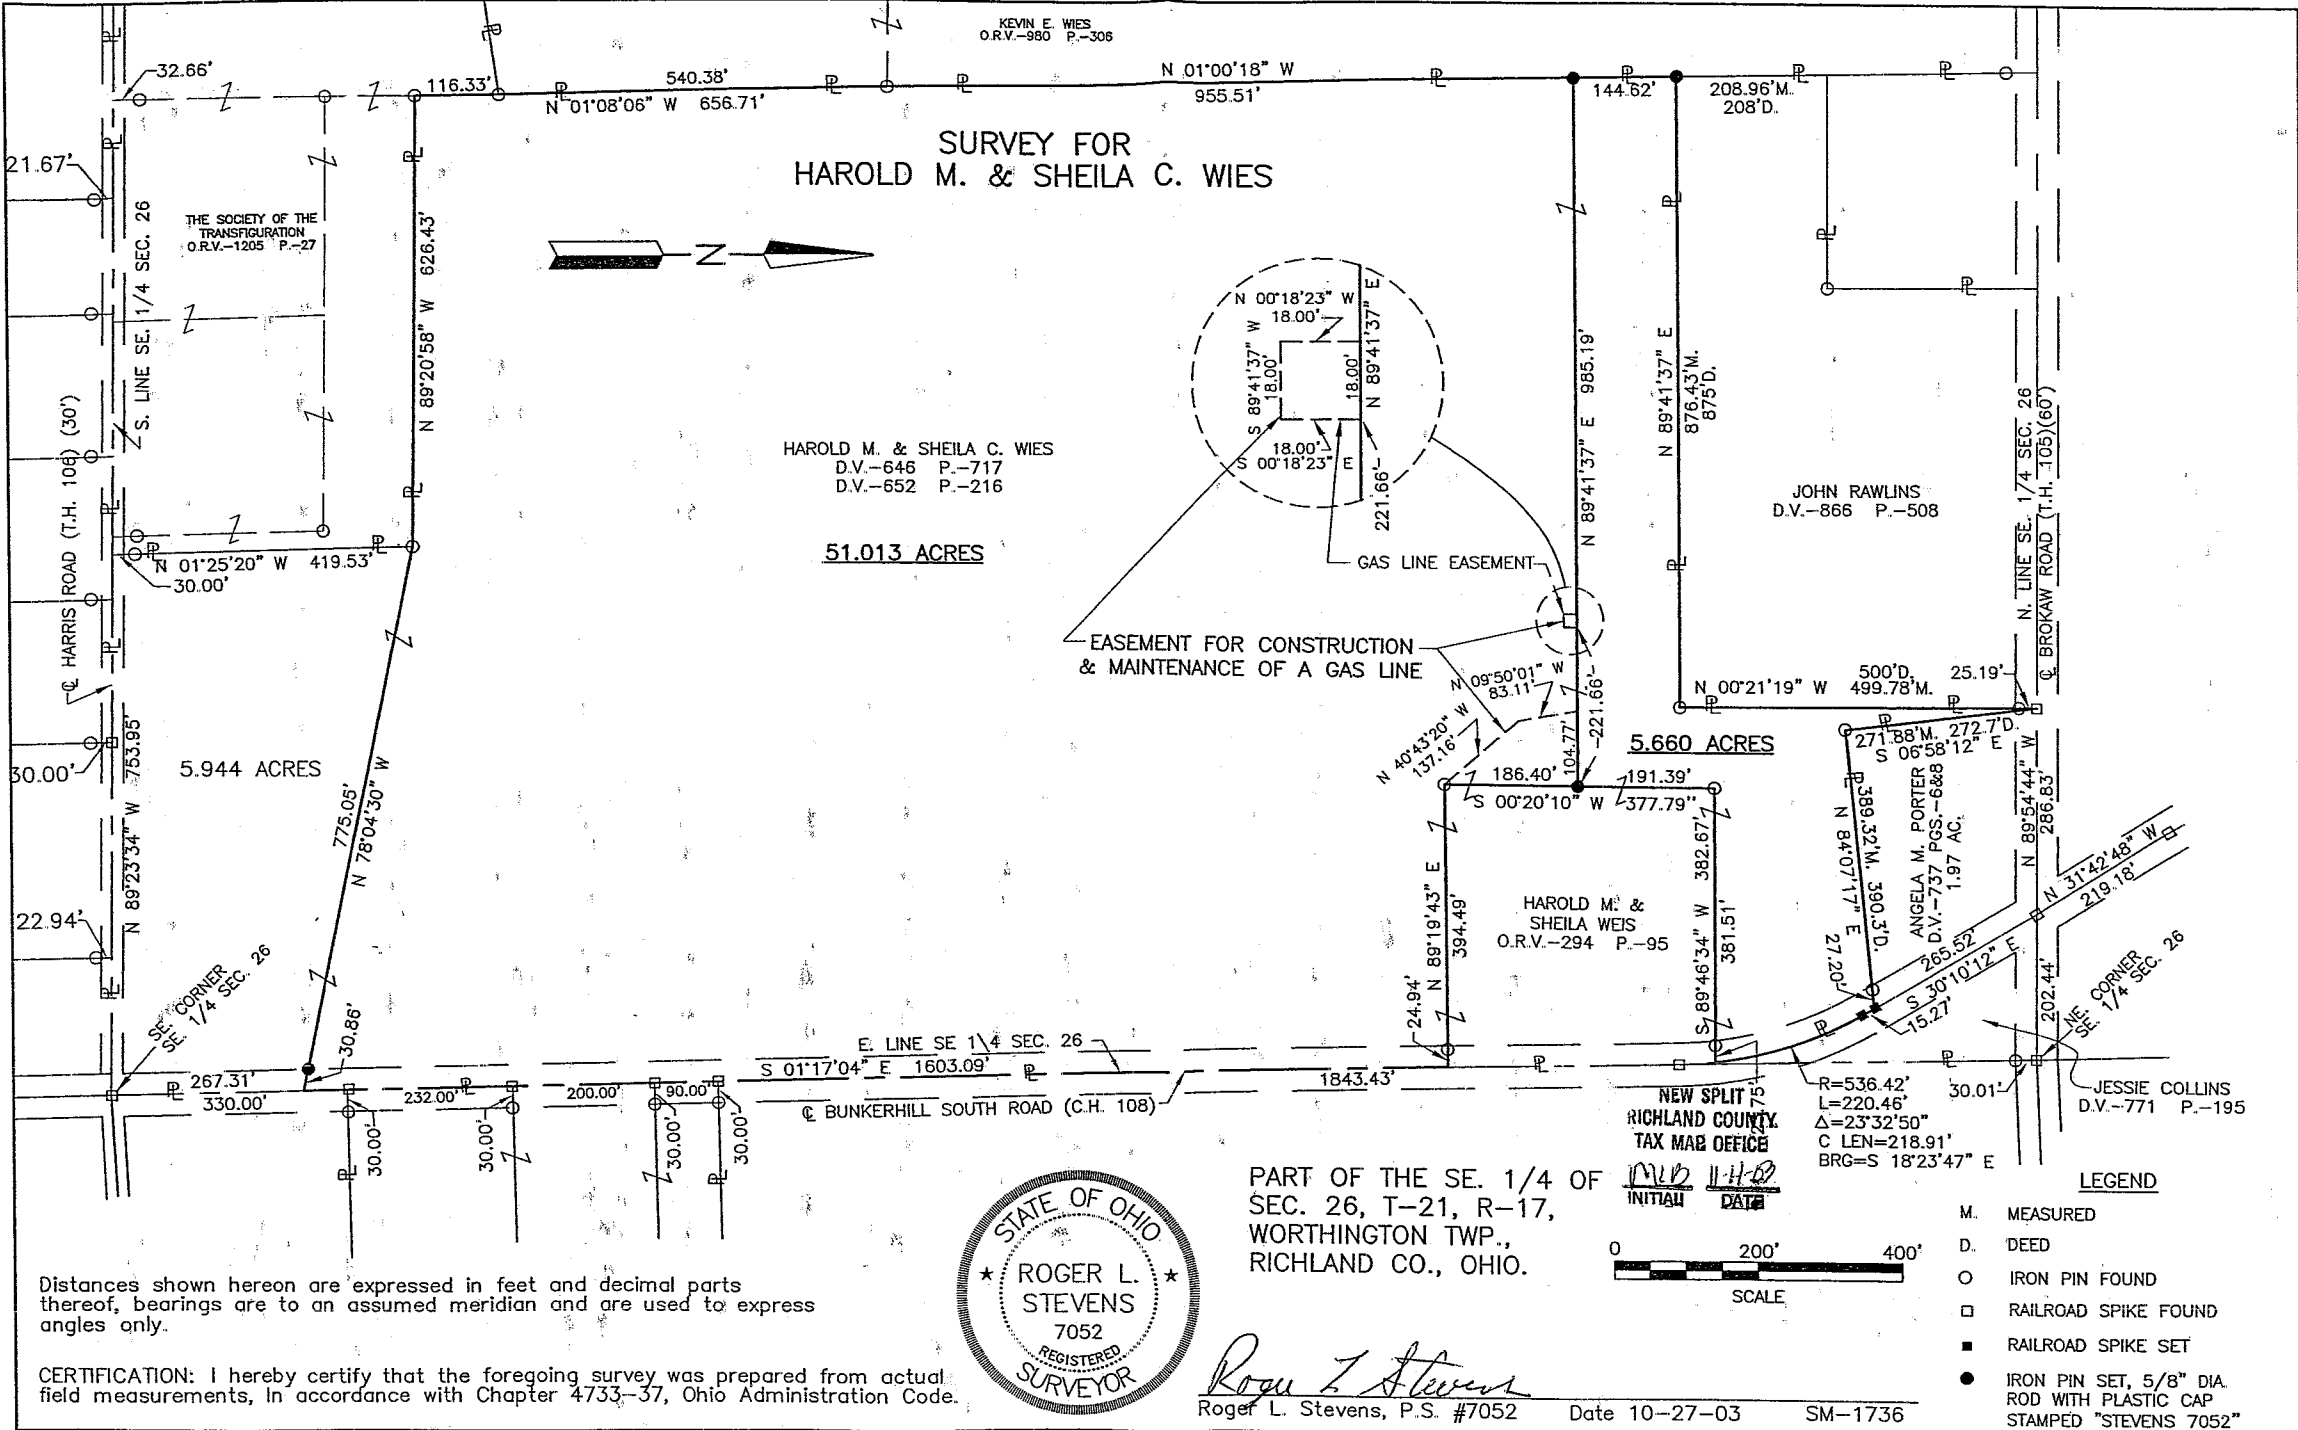 KEVIN E. WIES
O.R.V.-980 P.-306
32.66'
116.33'
540.38'
N 01°08'06" W 656.71'
N 01°00'18" W
955.51'
144.62'
208.96'M.
208'D.
SURVEY FOR
HAROLD M. & SHEILA C. WIES
21.67'
THE SOCIETY OF THE
TRANSFIGURATION
O.R.V.-1205 P.-27
S. LINE SE. 1/4 SEC. 26
N 89°20'58" W 626.43'
N
N 00°18'23" W
18.00'
S 89°41'37" W
18.00'
18.00'
N 89°41'37" E
18.00'
S 00°18'23" E
221.66'
N 89°41'37" E 985.19'
N 89°41'37" E
876.43'M.
875'D.
HAROLD M. & SHEILA C. WIES
D.V.-646 P.-717
D.V.-652 P.-216
51.013 ACRES
JOHN RAWLINS
D.V.-866 P.-508
N. LINE SE. 1/4 SEC. 26
℄ BROKAW ROAD (T.H. 105)(60')
℄ HARRIS ROAD (T.H. 106) (30')
N 01°25'20" W 419.53'
30.00'
GAS LINE EASEMENT
EASEMENT FOR CONSTRUCTION
& MAINTENANCE OF A GAS LINE
N 09°50'01" W
83.11'
N 40°43'20" W
137.16'
104.77'
221.66'
500'D.
N 00°21'19" W 499.78'M.
25.19'
5.660 ACRES
271.88'M. 272.7'D.
S 06°58'12" E
30.00'
N 89°23'34" W 753.95'
5.944 ACRES
775.05'
N 78°04'30" W
186.40'
191.39'
S 00°20'10" W 377.79"
389.32'M. 390.3'D.
N 84°07'17" E
27.20'
ANGELA M. PORTER
D.V.-737 PGS.-6&8
1.97 AC.
N 89°54'44" W
286.83'
N 31°42'48" W
219.18'
22.94'
N 89°19'43" E
394.49'
24.94'
HAROLD M. &
SHEILA WEIS
O.R.V.-294 P.-95
S 89°46'34" W 382.67'
381.51'
265.52'
S 30°10'12" E
15.27'
202.44'
NE. CORNER
SE. 1/4 SEC. 26
SE. CORNER
SE. 1/4 SEC. 26
30.86'
267.31'
330.00'
232.00'
200.00'
90.00'
E. LINE SE 1\4 SEC. 26
S 01°17'04" E 1603.09'
1843.43'
℄ BUNKERHILL SOUTH ROAD (C.H. 108)
30.00'
30.00'
30.00'
30.00'
NEW SPLIT
RICHLAND COUNTY
TAX MAP OFFICE
MLB 11-11-03
INITIAL DATE
R=536.42'
L=220.46'
Δ=23°32'50"
C LEN=218.91'
BRG=S 18°23'47" E
30.01'
JESSIE COLLINS
D.V.-771 P.-195
PART OF THE SE. 1/4 OF
SEC. 26, T-21, R-17,
WORTHINGTON TWP.,
RICHLAND CO., OHIO.
0 200' 400'
SCALE
STATE OF OHIO
ROGER L.
STEVENS
7052
REGISTERED
SURVEYOR
LEGEND
M. MEASURED
D. DEED
IRON PIN FOUND
RAILROAD SPIKE FOUND
RAILROAD SPIKE SET
IRON PIN SET, 5/8" DIA.
ROD WITH PLASTIC CAP
STAMPED "STEVENS 7052"
Distances shown hereon are expressed in feet and decimal parts
thereof, bearings are to an assumed meridian and are used to express
angles only.
CERTIFICATION: I hereby certify that the foregoing survey was prepared from actual
field measurements, In accordance with Chapter 4733-37, Ohio Administration Code.
Roger L Stevens
Roger L. Stevens, P.S. #7052 Date 10-27-03 SM-1736